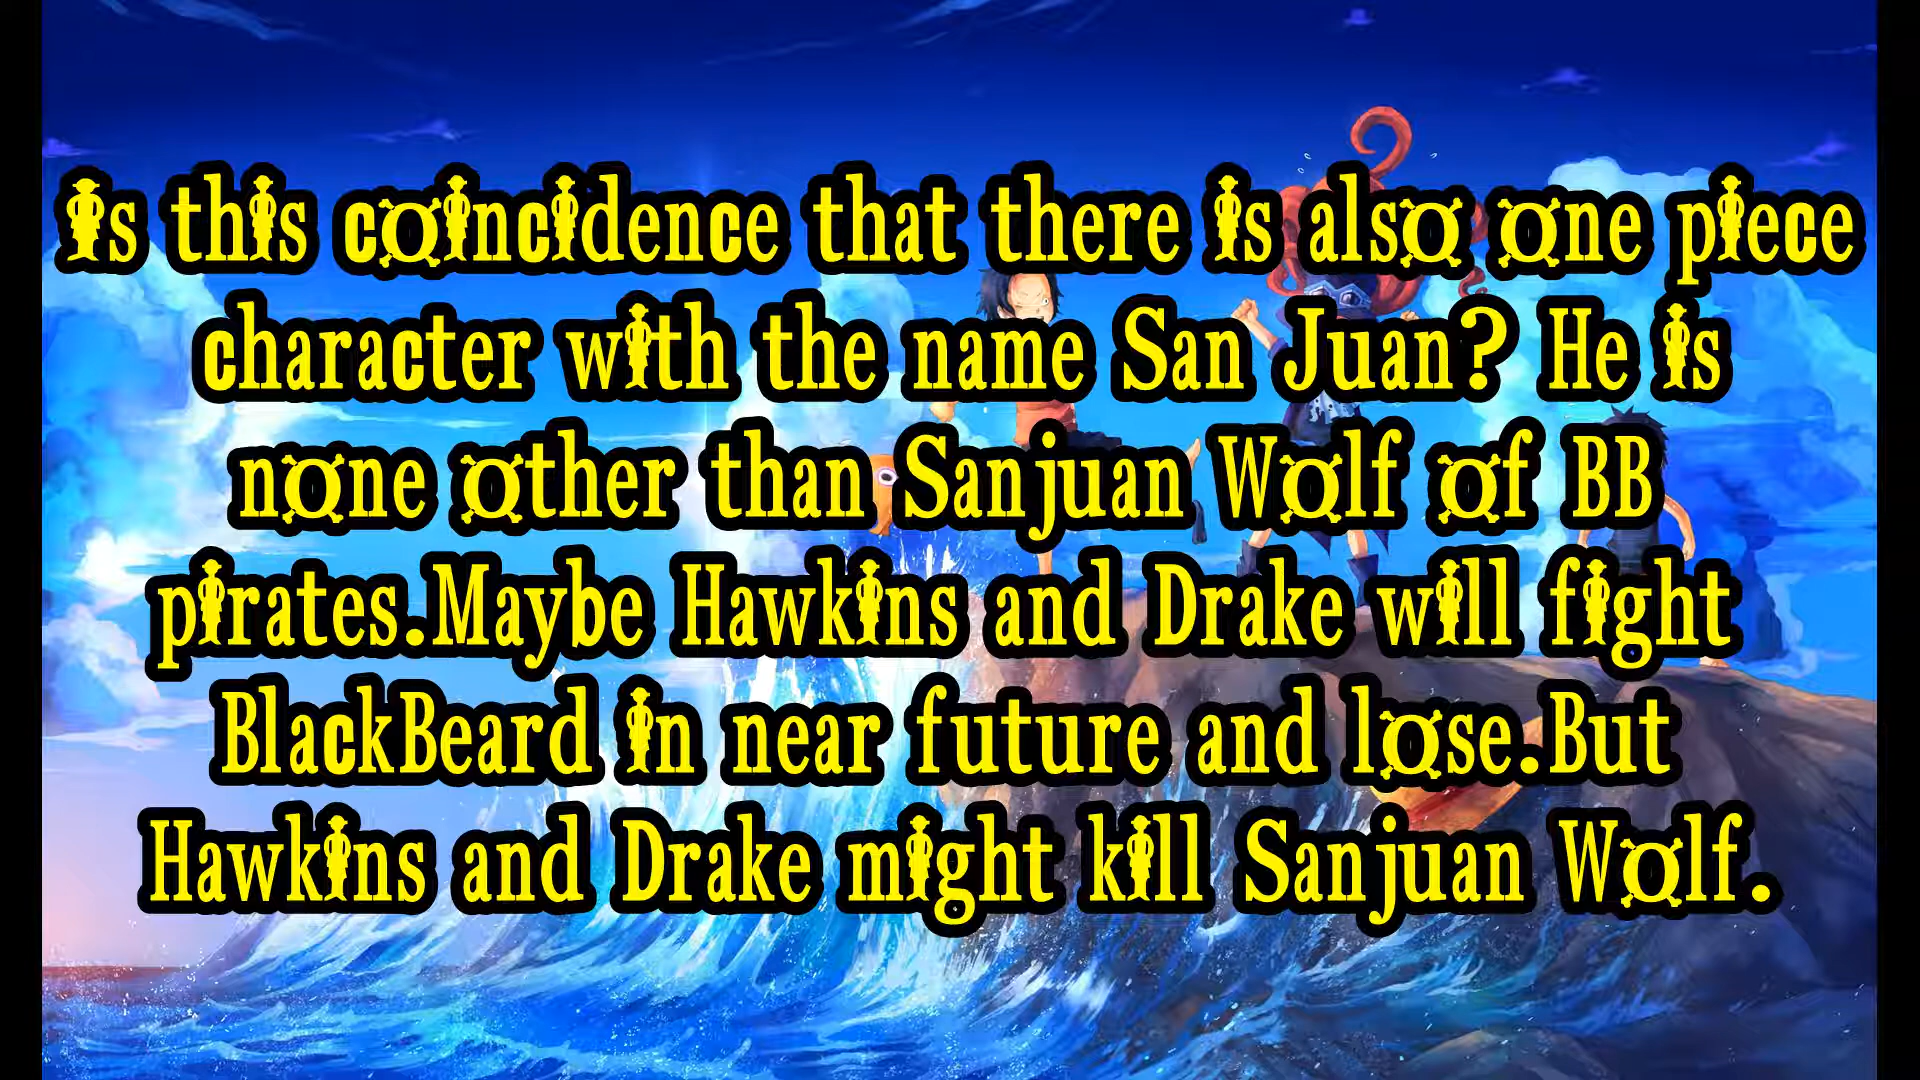 is this coincidence that there is also one piece
character with the name San Juan? He is
none other than Sanjuan Wolf of BB
pirates.Maybe Hawkins and Drake will fight
BlackBeard in near future and lose.But
Hawkins and Drake might kill Sanjuan Wolf.